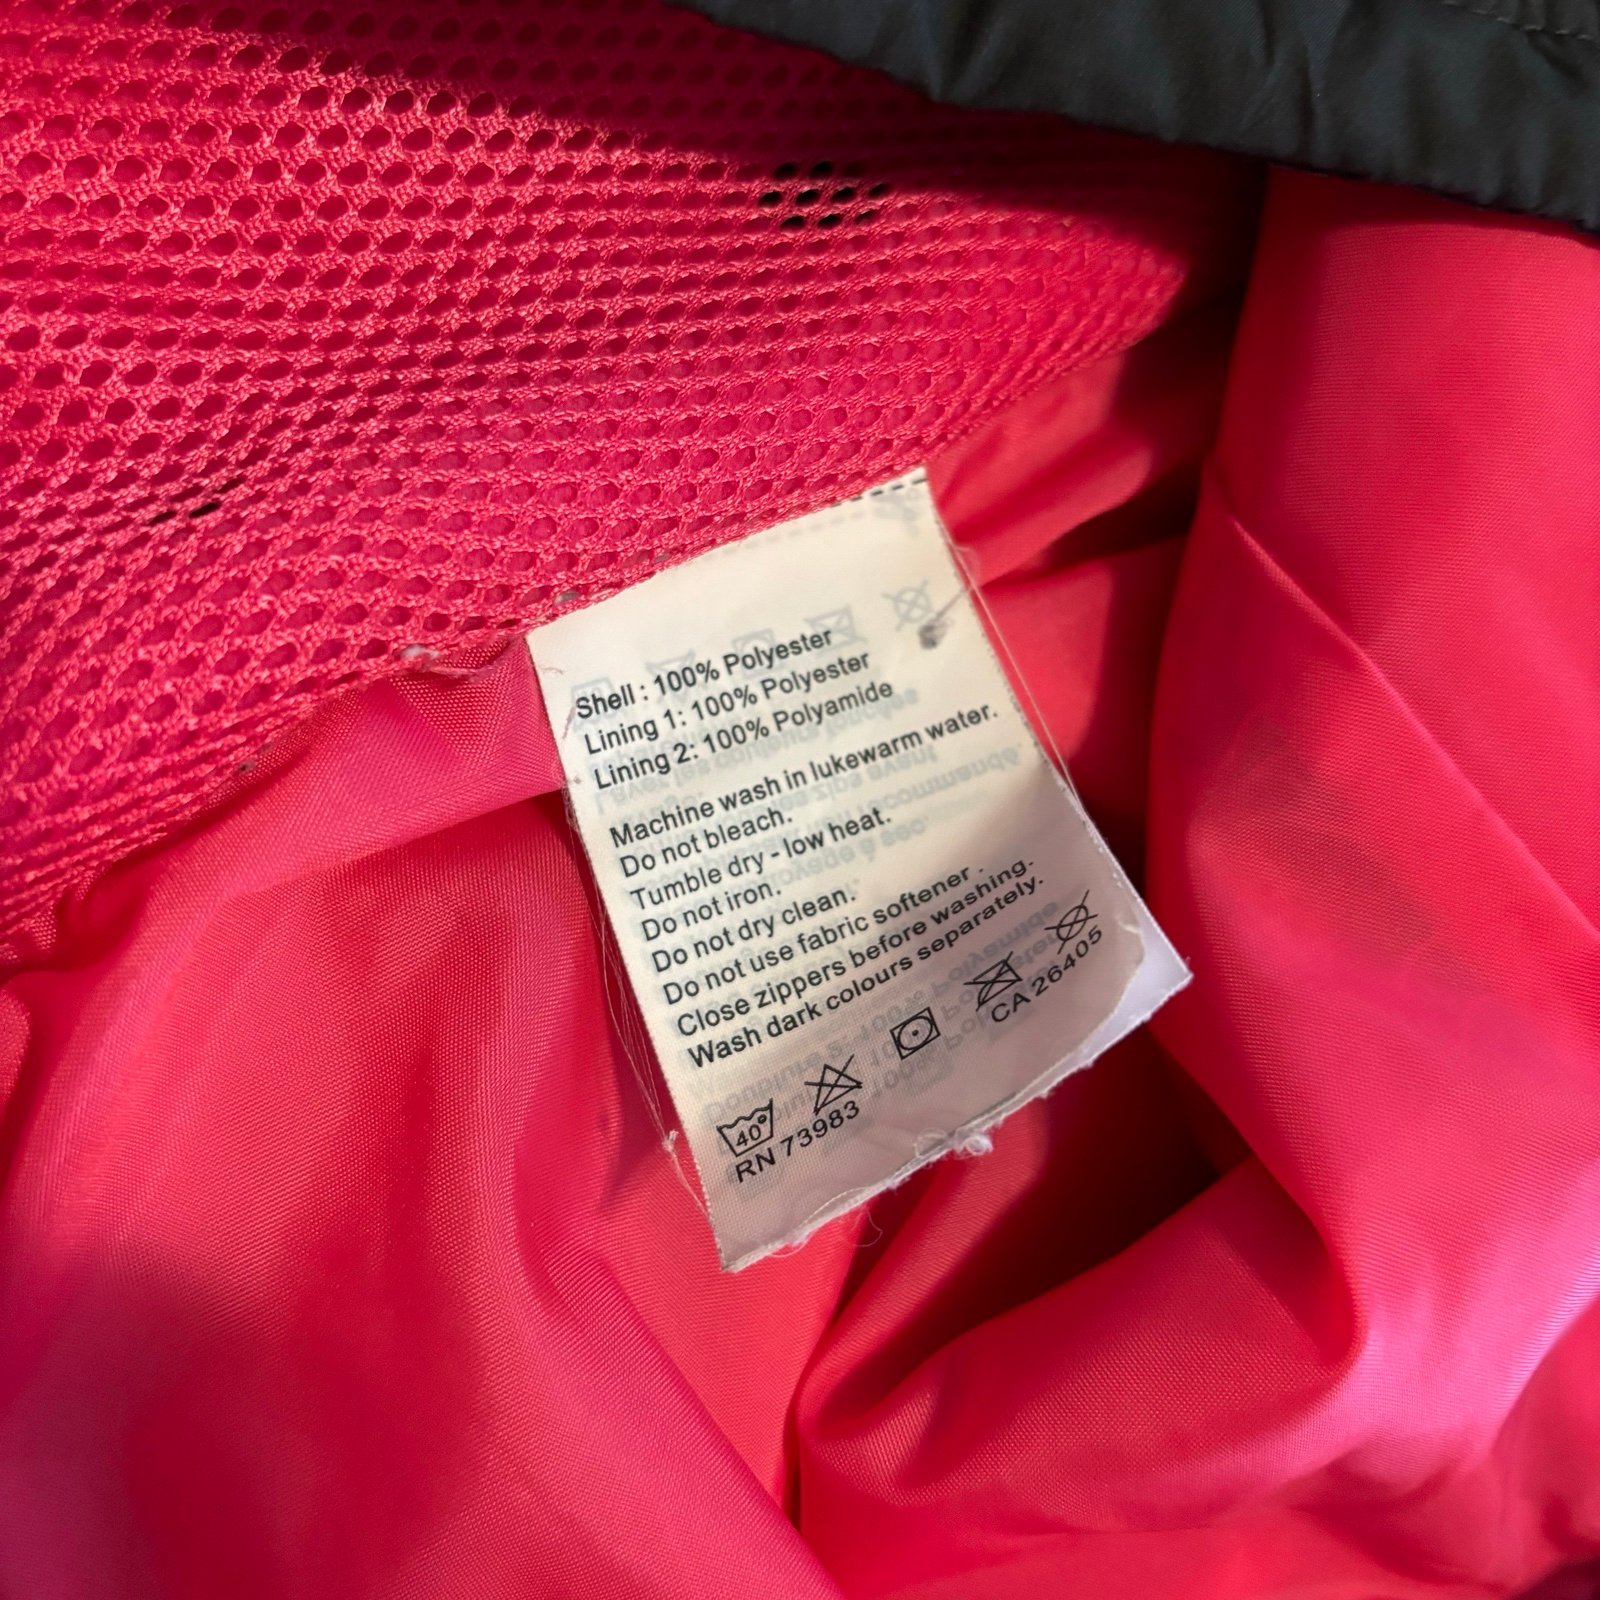 Shell : 100% Polyester
Lining 1: 100% Polyester
Lining 2: 100% Polyamide
Machine wash in lukewarm water.
Do not bleach.
Tumble dry - low heat.
Do not iron.
Do not dry clean.
Do not use fabric softener .
Close zippers before washing.
Wash dark colours separately.
40°
RN 73983
CA 26405